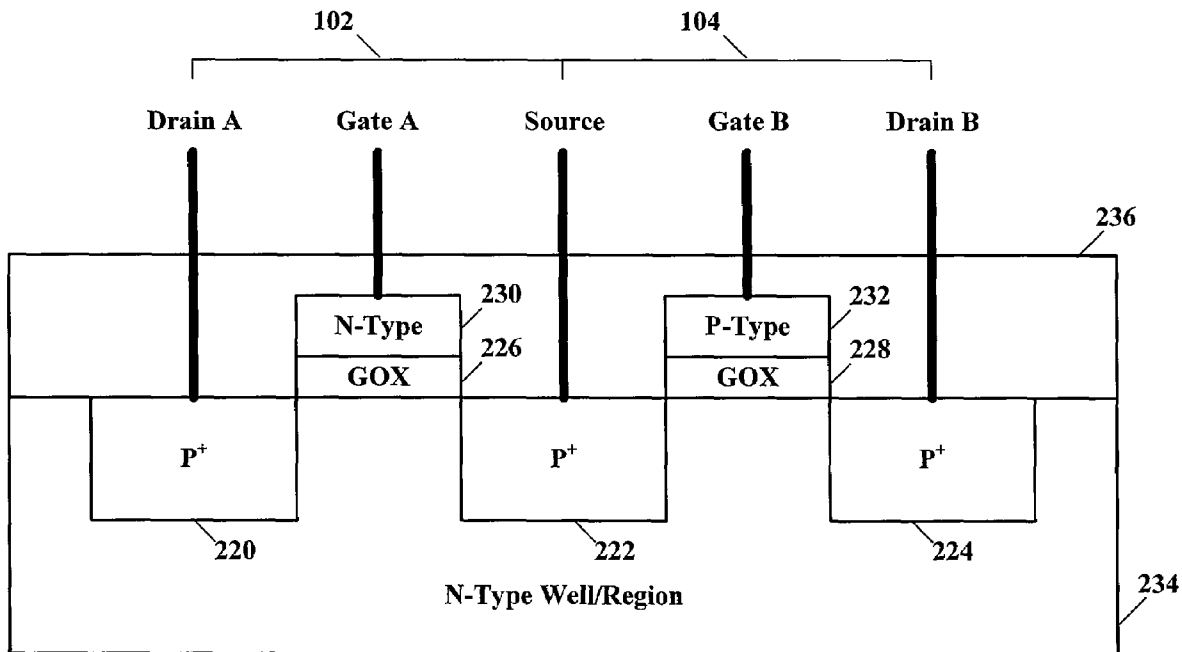 102 104
Drain A Gate A Source Gate B Drain B
236
230 232
N-Type P-Type
226 228
GOX GOX
P+ P+ P+
220 222 224
N-Type Well/Region
234